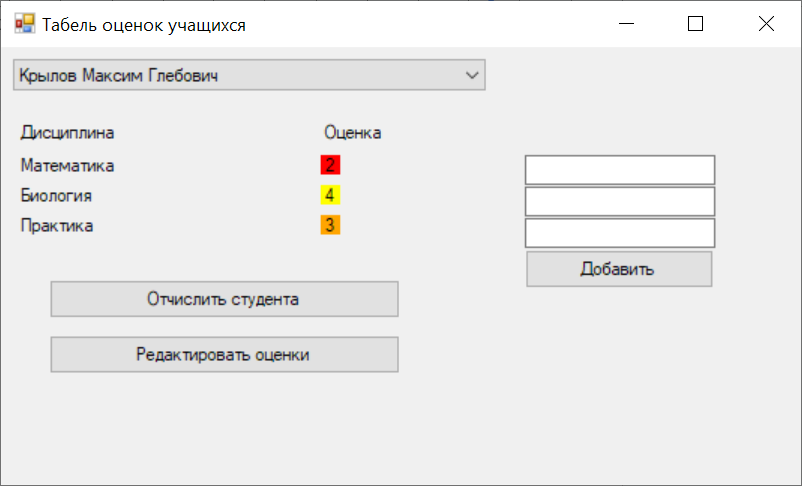 Табель оценок учащихся
Крылов Максим Глебович
Дисциплина Оценка
Математика 2
Биология 4
Практика 3
Добавить
Отчислить студента
Редактировать оценки